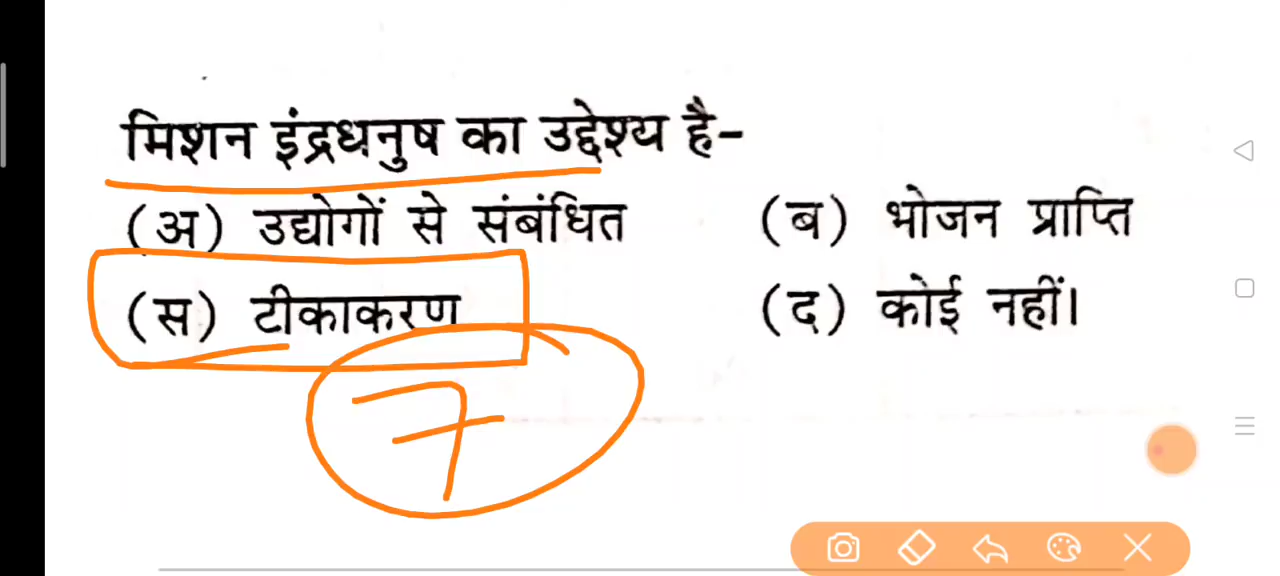 मिशन इंद्रधनुष का उद्देश्य है-
(अ) उद्योगों से संबंधित (ब) भोजन प्राप्ति
(स) टीकाकरण (द) कोई नहीं।
7